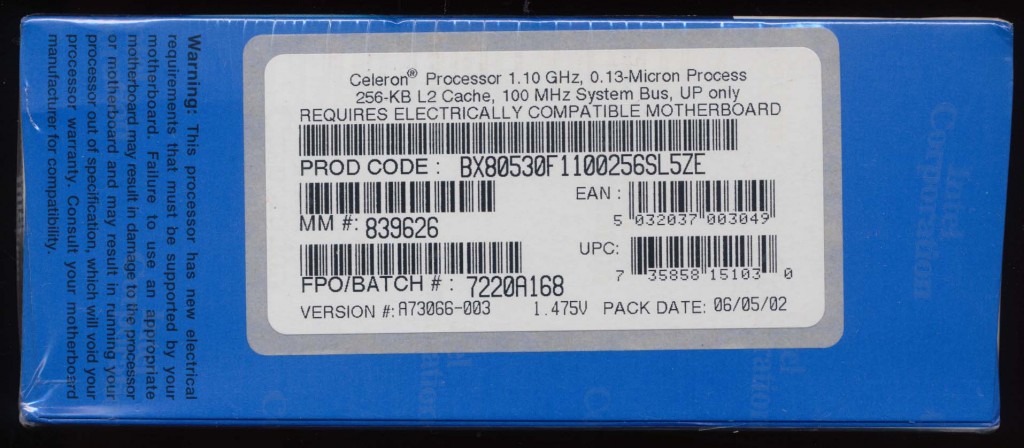 Warning: This processor has new electrical
requirements that must be supported by your
motherboard. Failure to use an appropriate
motherboard may result in damage to the processor
or motherboard and may result in running your
processor out of specification, which will void your
processor warranty. Consult your motherboard
manufacturer for compatibility.
Celeron® Processor 1.10 GHz, 0.13-Micron Process
256-KB L2 Cache, 100 MHz System Bus, UP only
REQUIRES ELECTRICALLY COMPATIBLE MOTHERBOARD
PROD CODE : BX80530F1100256SL5ZE
EAN :
5 032037 003049
MM #: 839626
UPC:
7 35858 15103 0
FPO/BATCH # : 7220A168
VERSION #: A73066-003 1.475V PACK DATE: 06/05/02
Intel
Corporation